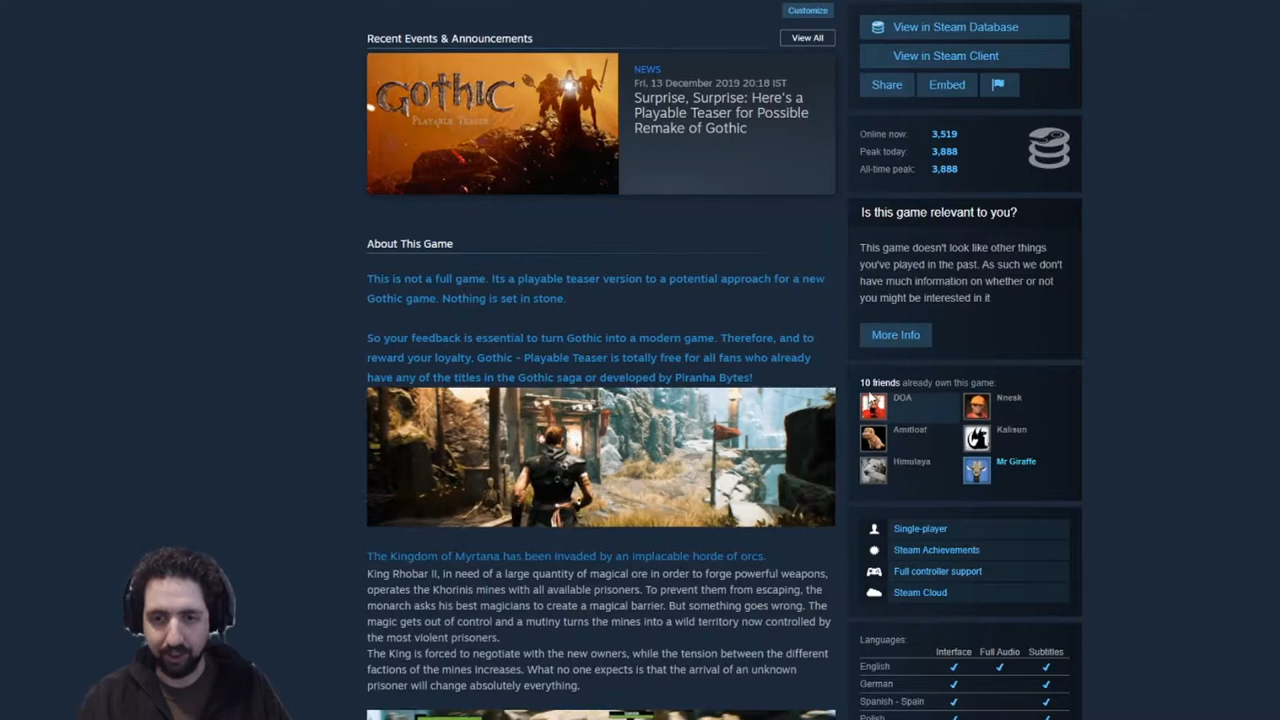 Customize
Recent Events & Announcements
View All
GOTHIC
PLAYABLE TEASER
NEWS
Fri, 13 December 2019 20:18 IST
Surprise, Surprise: Here's a
Playable Teaser for Possible
Remake of Gothic
About This Game
This is not a full game. Its a playable teaser version to a potential approach for a new
Gothic game. Nothing is set in stone.
So your feedback is essential to turn Gothic into a modern game. Therefore, and to
reward your loyalty, Gothic - Playable Teaser is totally free for all fans who already
have any of the titles in the Gothic saga or developed by Piranha Bytes!
The Kingdom of Myrtana has been invaded by an implacable horde of orcs.
King Rhobar II, in need of a large quantity of magical ore in order to forge powerful weapons,
operates the Khorinis mines with all available prisoners. To prevent them from escaping, the
monarch asks his best magicians to create a magical barrier. But something goes wrong. The
magic gets out of control and a mutiny turns the mines into a wild territory now controlled by
the most violent prisoners.
The King is forced to negotiate with the new owners, while the tension between the different
factions of the mines increases. What no one expects is that the arrival of an unknown
prisoner will change absolutely everything.
View in Steam Database
View in Steam Client
Share
Embed
Online now: 3,519
Peak today: 3,888
All-time peak: 3,888
Is this game relevant to you?
This game doesn't look like other things
you've played in the past. As such we don't
have much information on whether or not
you might be interested in it
More Info
10 friends already own this game:
DOA
Nnesk
Amitloaf
Kalisun
Himulaya
Mr Giraffe
Single-player
Steam Achievements
Full controller support
Steam Cloud
Languages:
Interface Full Audio Subtitles
English ✓ ✓ ✓
German ✓ ✓
Spanish - Spain ✓ ✓
Polish